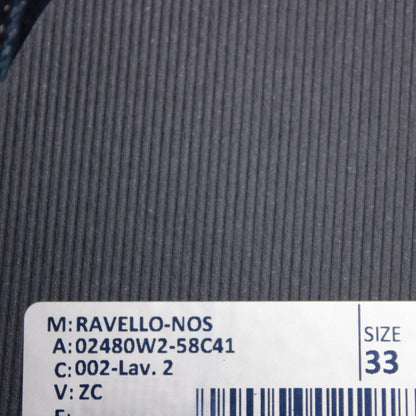 M: RAVELLO-NOS
A: 02480W2-58C41
C: 002-Lav. 2
V: ZC
SIZE
33